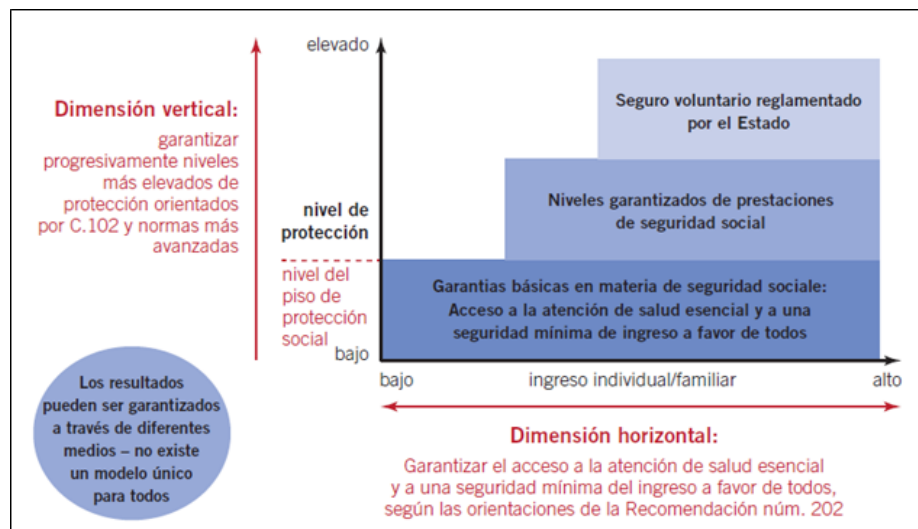 elevado
Dimensión vertical:
garantizar
progresivamente niveles
más elevados de
protección orientados
por C.102 y normas más
avanzadas
nivel de
protección
nivel del
piso de
protección
social
bajo
Seguro voluntario reglamentado
por el Estado
Niveles garantizados de prestaciones
de seguridad social
Garantias básicas en materia de seguridad sociale:
Acceso a la atención de salud esencial y a una
seguridad mínima de ingreso a favor de todos
bajo
ingreso individual/familiar
alto
Los resultados
pueden ser garantizados
a través de diferentes
medios – no existe
un modelo único
para todos
Dimensión horizontal:
Garantizar el acceso a la atención de salud esencial
y a una seguridad mínima del ingreso a favor de todos,
según las orientaciones de la Recomendación núm. 202